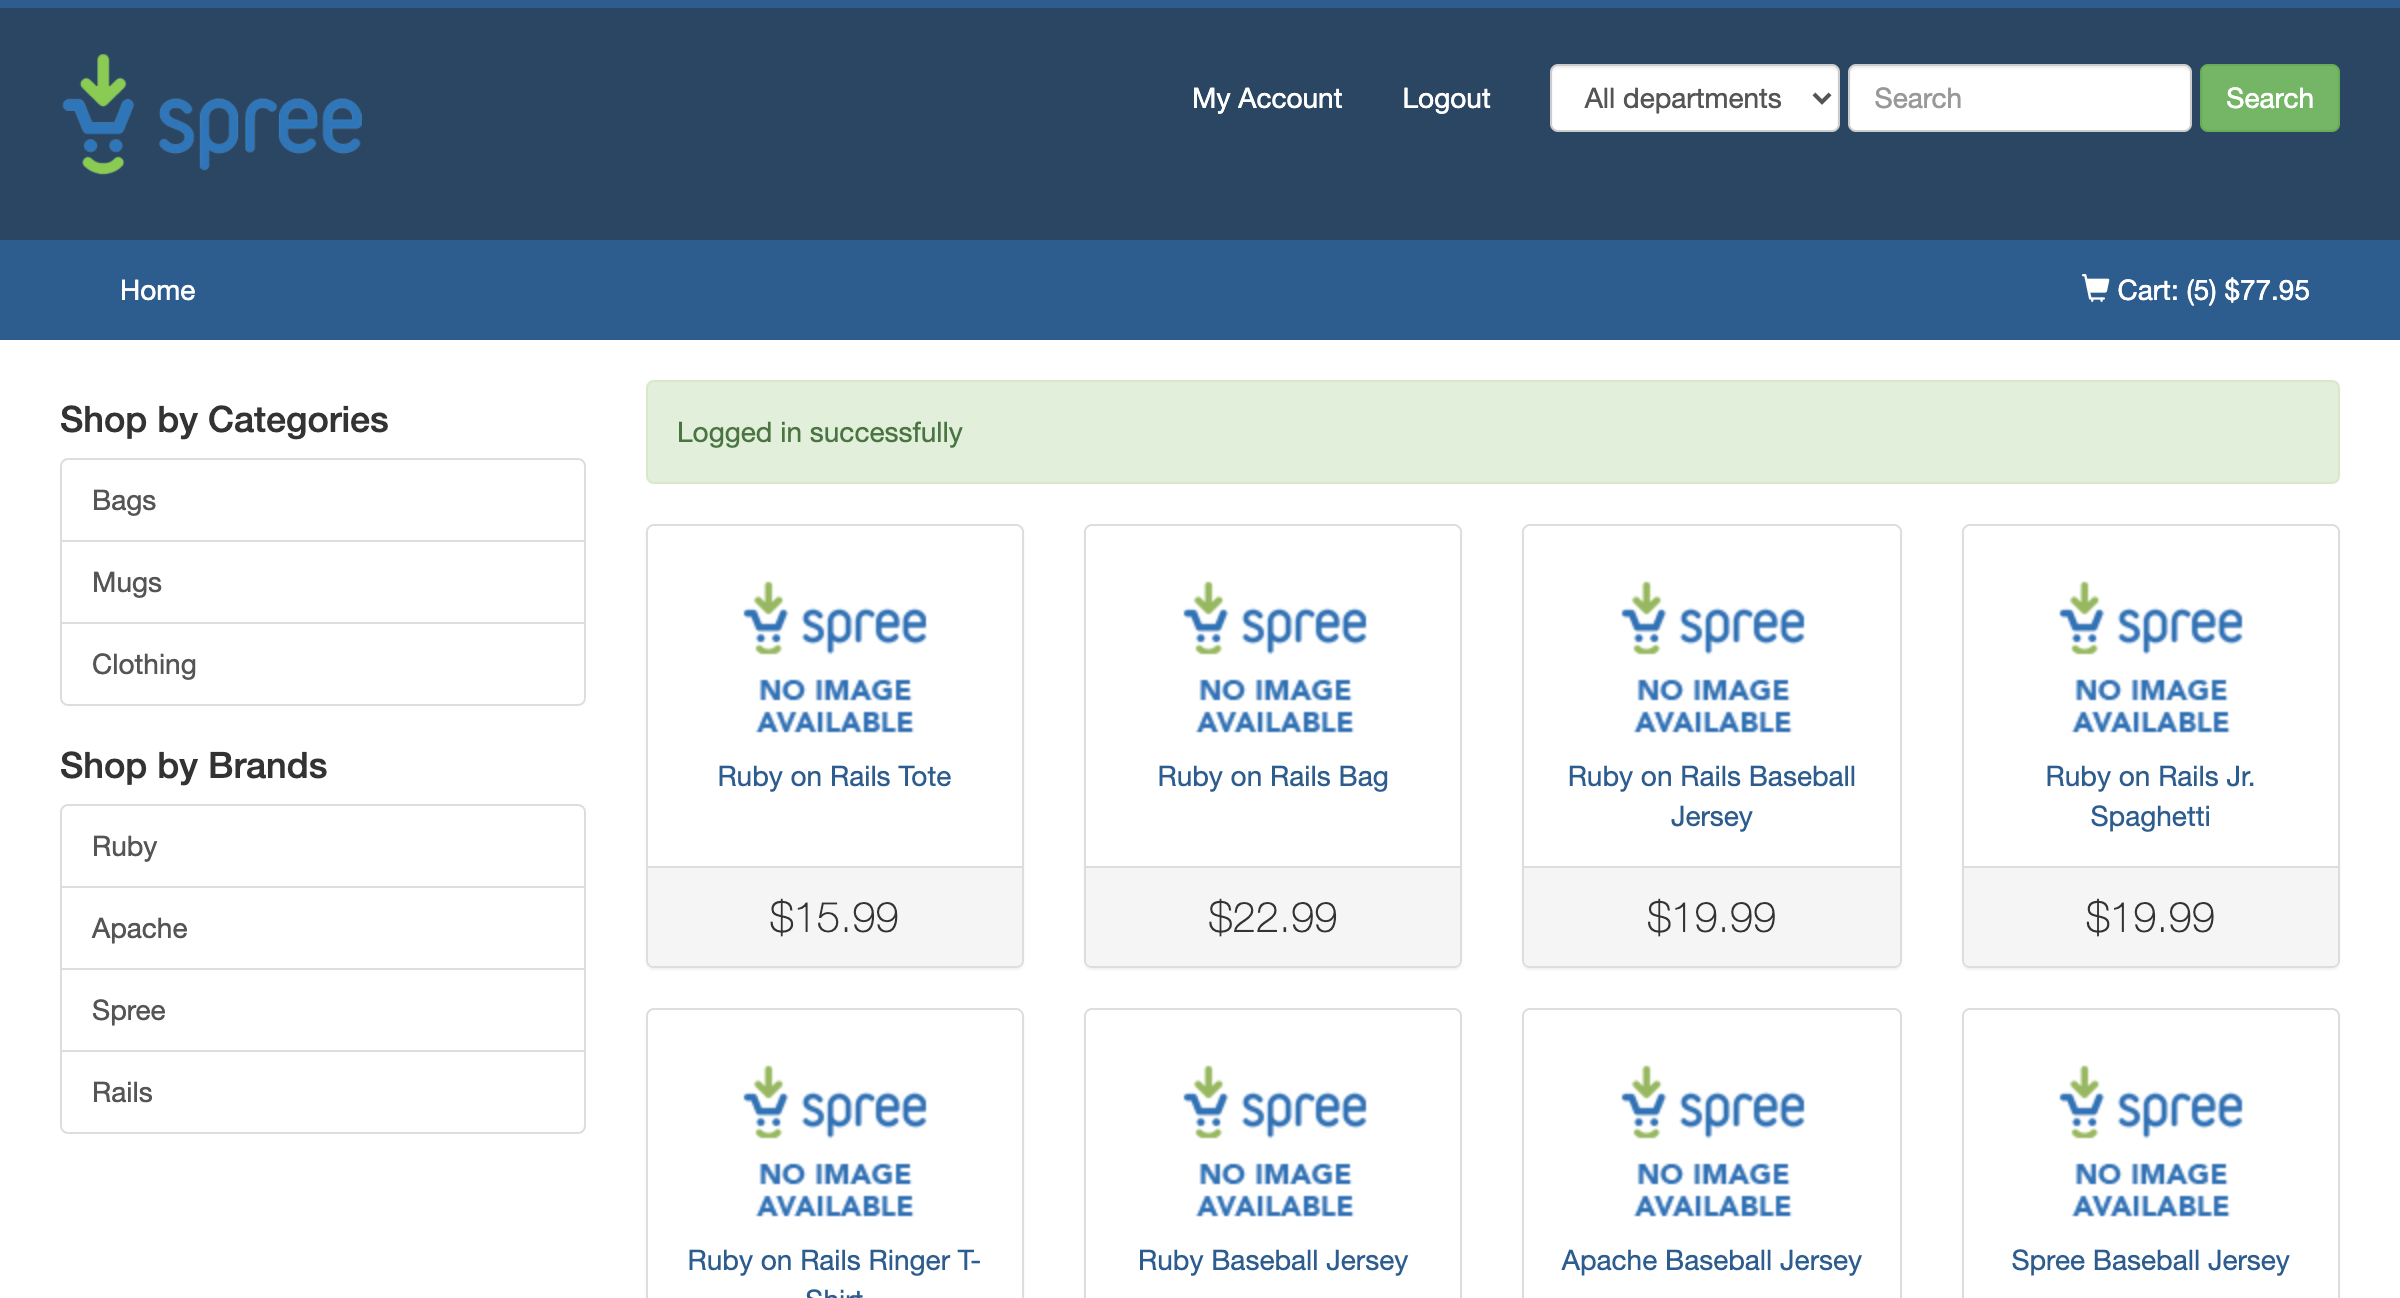 spree
My Account
Logout
All departments
Search
Search
Home
Cart: (5) $77.95
Shop by Categories
Bags
Mugs
Clothing
Shop by Brands
Ruby
Apache
Spree
Rails
Logged in successfully
spree
NO IMAGE
AVAILABLE
Ruby on Rails Tote
$15.99
spree
NO IMAGE
AVAILABLE
Ruby on Rails Bag
$22.99
spree
NO IMAGE
AVAILABLE
Ruby on Rails Baseball
Jersey
$19.99
spree
NO IMAGE
AVAILABLE
Ruby on Rails Jr.
Spaghetti
$19.99
spree
NO IMAGE
AVAILABLE
Ruby on Rails Ringer T-
Shirt
spree
NO IMAGE
AVAILABLE
Ruby Baseball Jersey
spree
NO IMAGE
AVAILABLE
Apache Baseball Jersey
spree
NO IMAGE
AVAILABLE
Spree Baseball Jersey